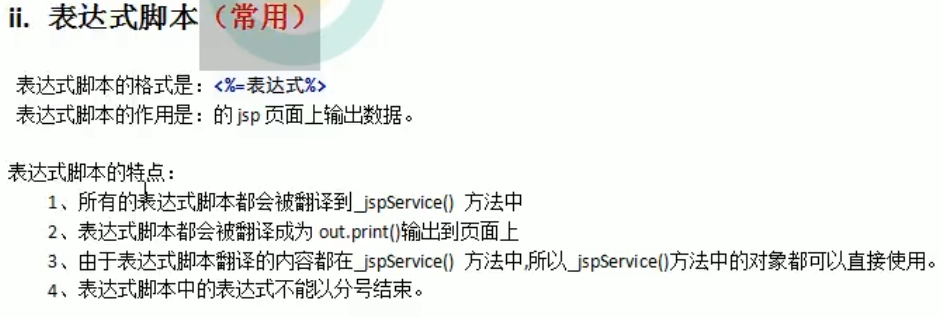 ii. 表达式脚本（常用）
表达式脚本的格式是：<%=表达式%>
表达式脚本的作用是：的 jsp 页面上输出数据。
表达式脚本的特点：
1、所有的表达式脚本都会被翻译到_jspService() 方法中
2、表达式脚本都会被翻译成为 out.print()输出到页面上
3、由于表达式脚本翻译的内容都在_jspService() 方法中,所以_jspService()方法中的对象都可以直接使用。
4、表达式脚本中的表达式不能以分号结束。